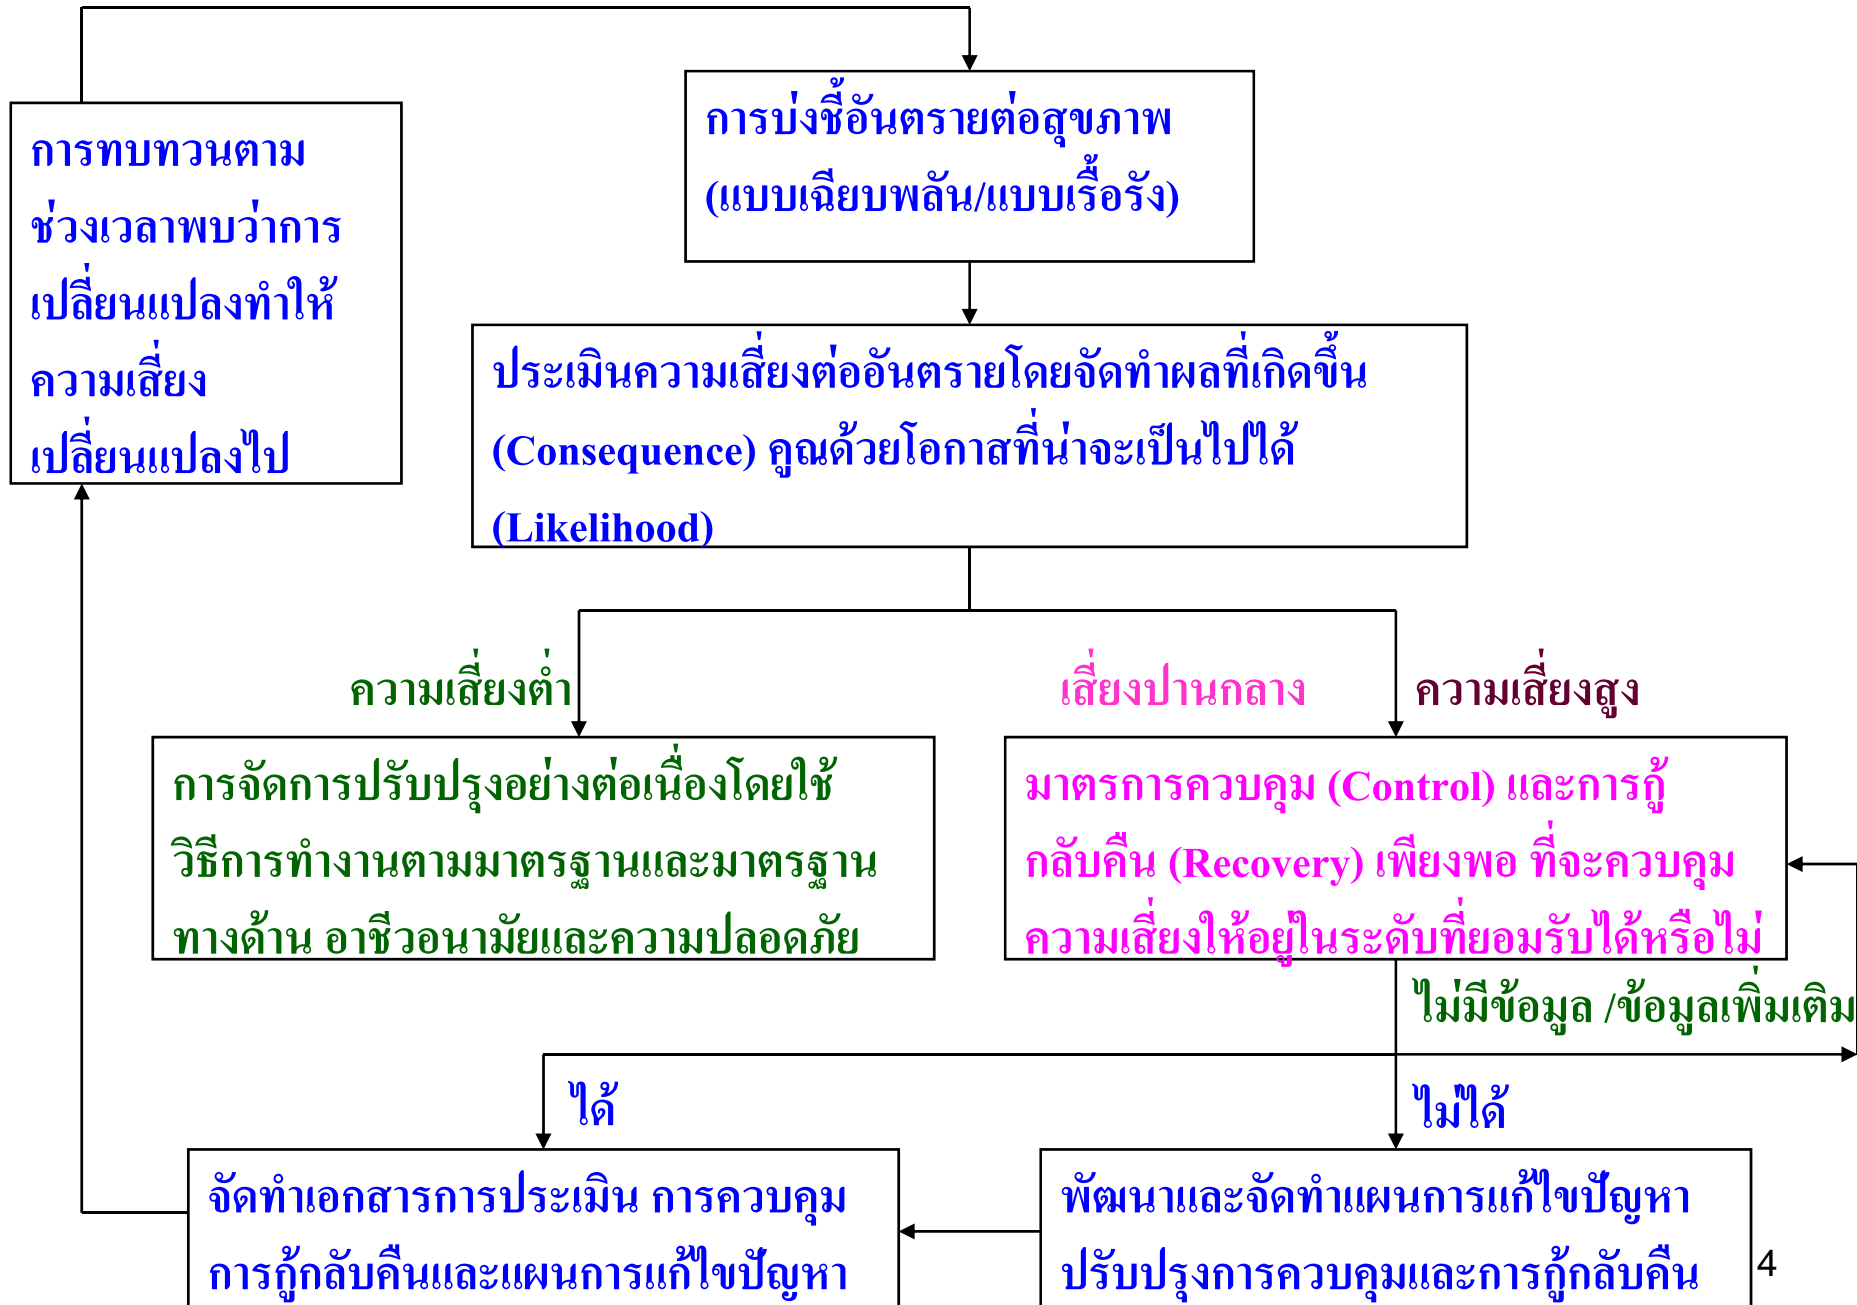 การบ่งชี้อันตรายต่อสุขภาพ
(แบบเฉียบพลัน/แบบเรื้อรัง)
การทบทวนตาม
ช่วงเวลาพบว่าการ
เปลี่ยนแปลงทำให้
ความเสี่ยง
เปลี่ยนแปลงไป
ประเมินความเสี่ยงต่ออันตรายโดยจัดทำผลที่เกิดขึ้น
(Consequence) คูณด้วยโอกาสที่น่าจะเป็นไปได้
(Likelihood)
ความเสี่ยงต่ำ
เสี่ยงปานกลาง
ความเสี่ยงสูง
การจัดการปรับปรุงอย่างต่อเนื่องโดยใช้
วิธีการทำงานตามมาตรฐานและมาตรฐาน
ทางด้าน อาชีวอนามัยและความปลอดภัย
มาตรการควบคุม (Control) และการกู้
กลับคืน (Recovery) เพียงพอ ที่จะควบคุม
ความเสี่ยงให้อยู่ในระดับที่ยอมรับได้หรือไม่
ไม่มีข้อมูล /ข้อมูลเพิ่มเติม
ได้
ไม่ได้
จัดทำเอกสารการประเมิน การควบคุม
การกู้กลับคืนและแผนการแก้ไขปัญหา
พัฒนาและจัดทำแผนการแก้ไขปัญหา
ปรับปรุงการควบคุมและการกู้กลับคืน
4